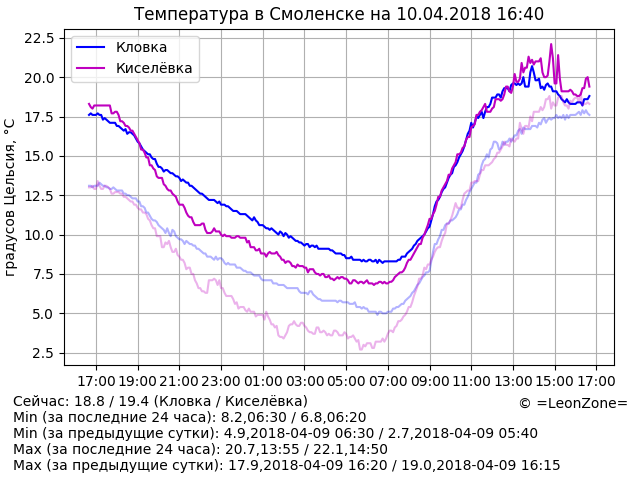 Температура в Смоленске на 10.04.2018 16:40
градусов Цельсия, °C
22.5
20.0
17.5
15.0
12.5
10.0
7.5
5.0
2.5
Кловка
Киселёвка
17:00 19:00 21:00 23:00 01:00 03:00 05:00 07:00 09:00 11:00 13:00 15:00 17:00
Сейчас: 18.8 / 19.4 (Кловка / Киселёвка)
© =LeonZone=
Min (за последние 24 часа): 8.2,06:30 / 6.8,06:20
Min (за предыдущие сутки): 4.9,2018-04-09 06:30 / 2.7,2018-04-09 05:40
Max (за последние 24 часа): 20.7,13:55 / 22.1,14:50
Max (за предыдущие сутки): 17.9,2018-04-09 16:20 / 19.0,2018-04-09 16:15